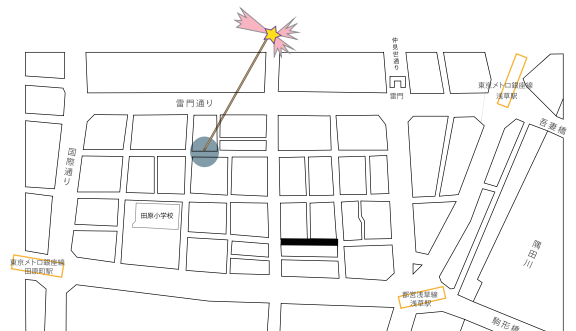 仲見世通り
雷門
雷門通り
東京メトロ銀座線
浅草駅
吾妻橋
国際通り
田原小学校
隅田川
東京メトロ銀座線
田原町駅
都営浅草線
浅草駅
駒形橋